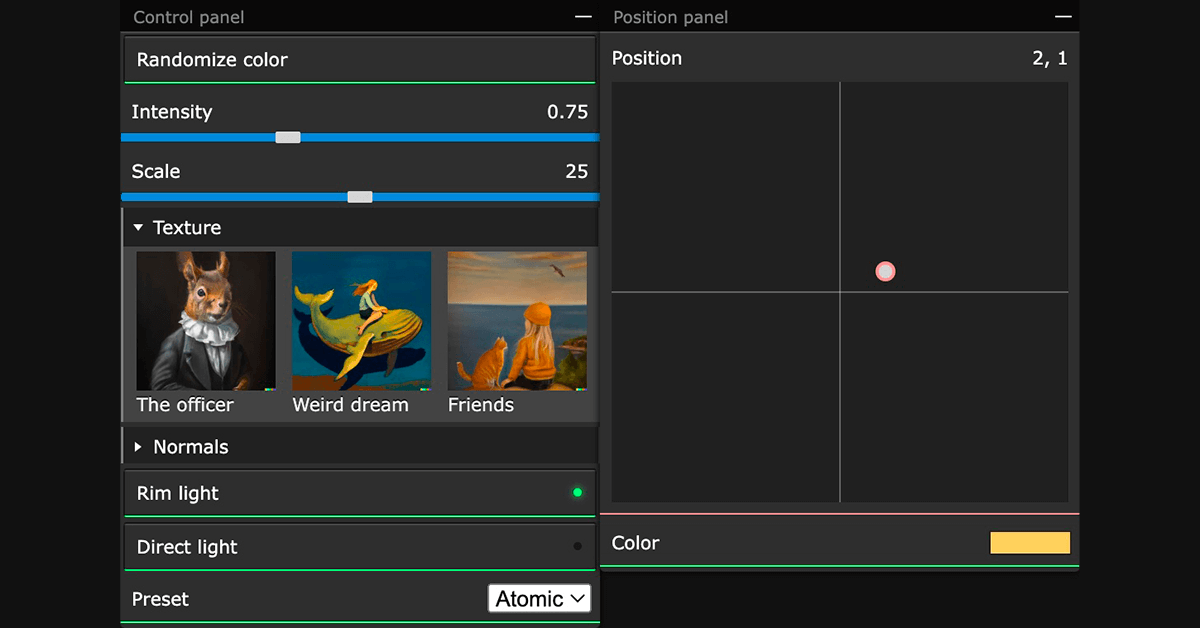 Control panel
Randomize color
Intensity 0.75
Scale 25
Texture
The officer Weird dream Friends
Normals
Rim light
Direct light
Preset Atomic
Position panel
Position 2, 1
Color